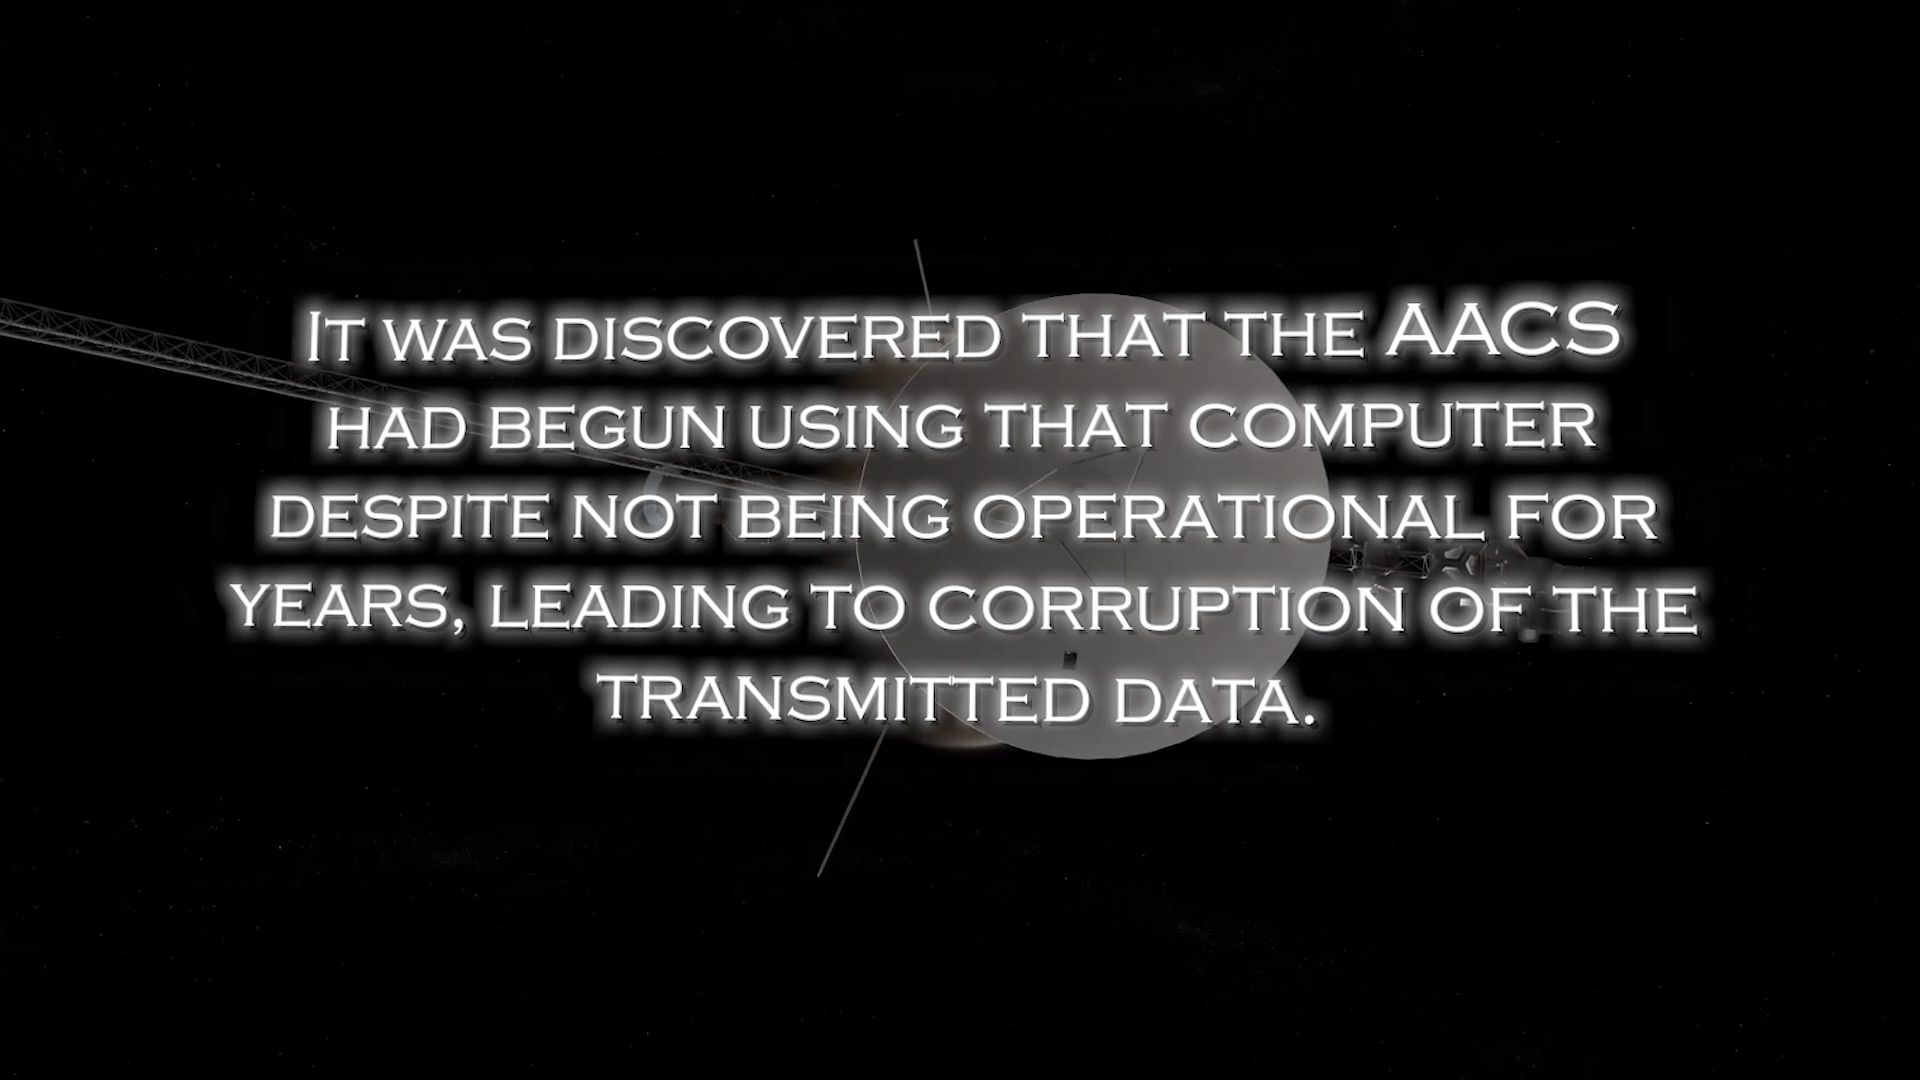 It was discovered that the AACS
had begun using that computer
despite not being operational for
years, leading to corruption of the
transmitted data.